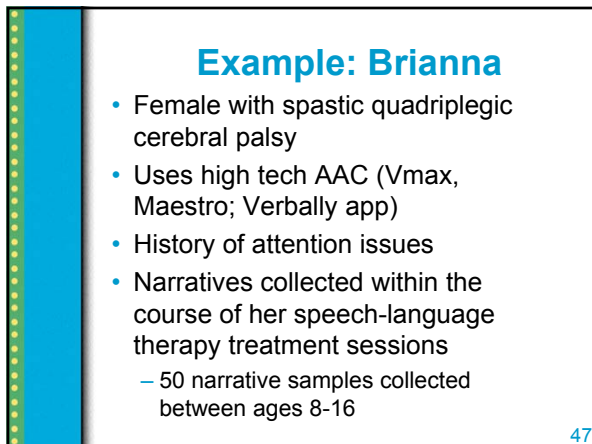 Example: Brianna
• Female with spastic quadriplegic
cerebral palsy
• Uses high tech AAC (Vmax,
Maestro; Verbally app)
• History of attention issues
• Narratives collected within the
course of her speech-language
therapy treatment sessions
– 50 narrative samples collected
between ages 8-16
47